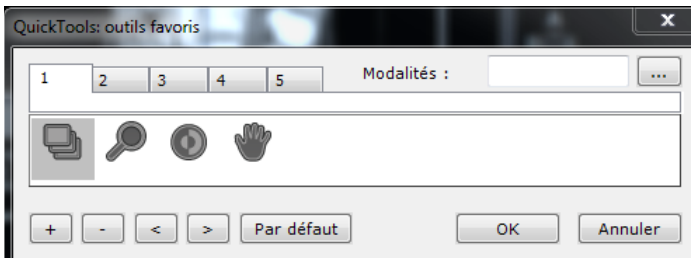 QuickTools: outils favoris
x
1 2 3 4 5 Modalités : ...
+ - < > Par défaut OK Annuler